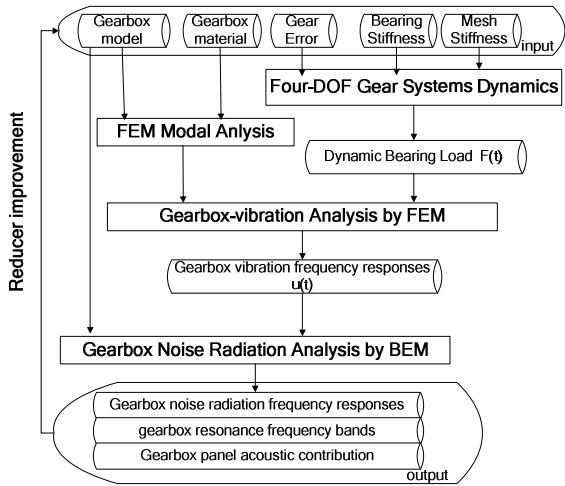 Gearbox
model
Gearbox
material
Gear
Error
Bearing
Stiffness
Mesh
Stiffness
input
Four-DOF Gear Systems Dynamics
FEM Modal Anlysis
Dynamic Bearing Load F(t)
Gearbox-vibration Analysis by FEM
Gearbox vibration frequency responses
u(t)
Reducer improvement
Gearbox Noise Radiation Analysis by BEM
Gearbox noise radiation frequency responses
gearbox resonance frequency bands
Gearbox panel acoustic contribution
output